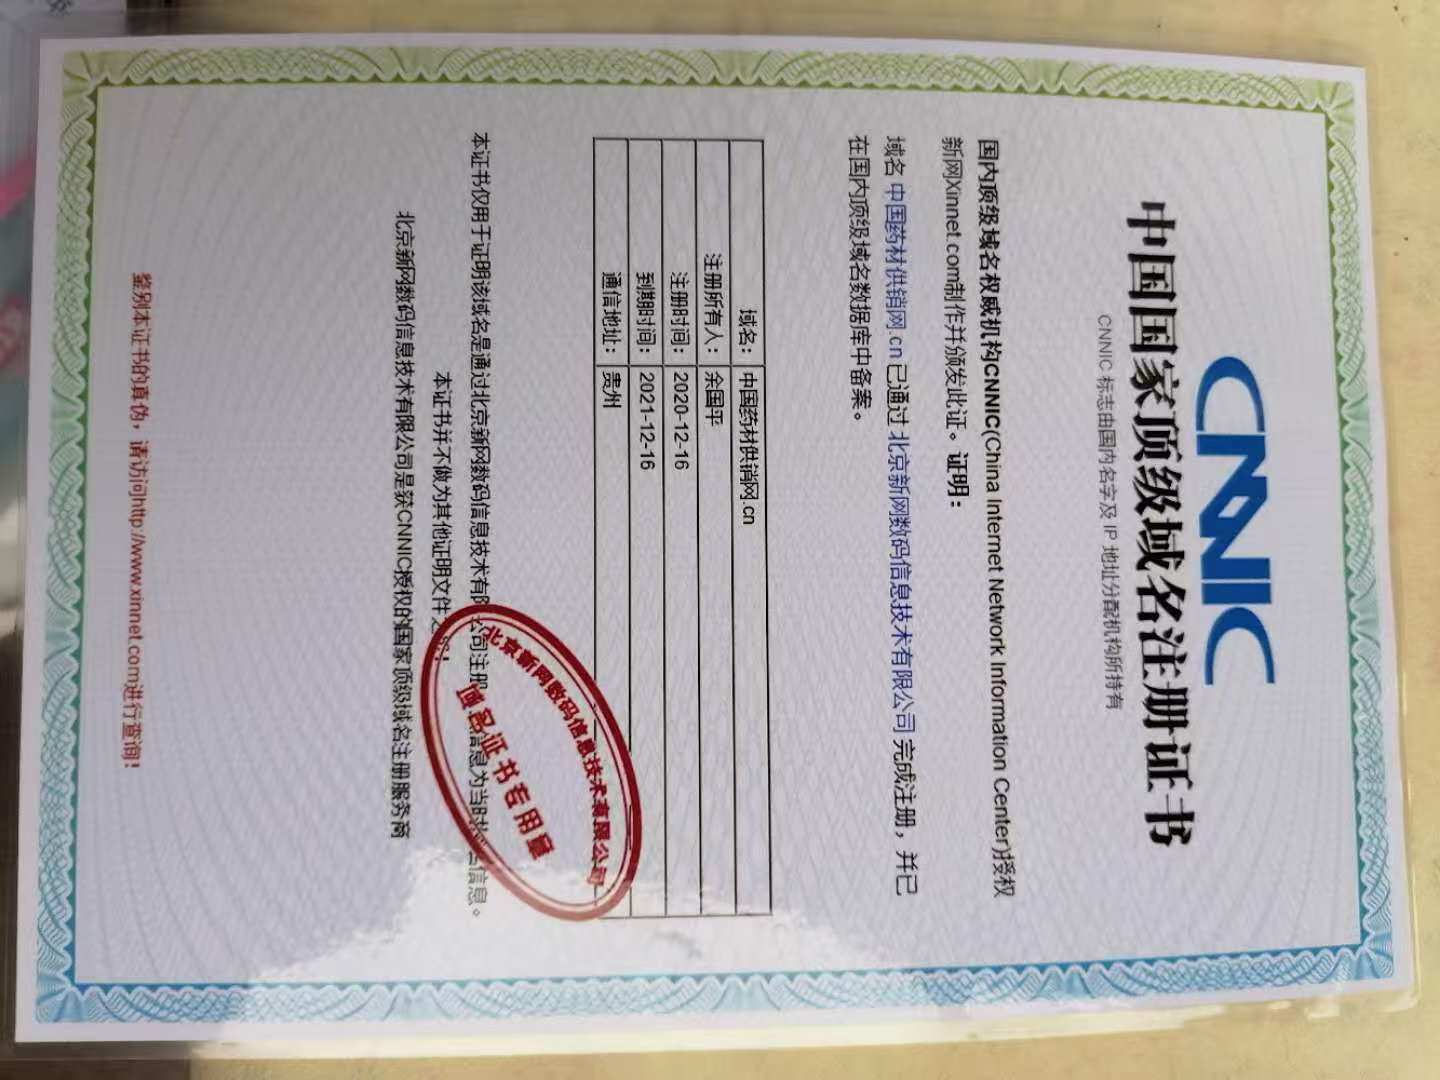 CNNIC
中国国家顶级域名注册证书
CNNIC 标志由国内名字及 IP 地址分配机构所持有
国内顶级域名权威机构CNNIC(China Internet Network Information Center)授权
新网Xinnet.com制作并颁发此证。证明：
域名 中国药材供销网.cn 已通过 北京新网数码信息技术有限公司 完成注册，并已
在国内顶级域名数据库中备案。
域名： 中国药材供销网.cn
注册所有人： 余国平
注册时间： 2020-12-16
到期时间： 2021-12-16
通信地址： 贵州
本证书仅用于证明该域名是通过北京新网数码信息技术有限公司注册 信息为当时 信息。
本证书并不做为其他证明文件之 ！
北京新网数码信息技术有限公司是获CNNIC授权的国家顶级域名注册服务商
北京新网数码信息技术有限公司
域名证书专用章
鉴别本证书的真伪，请访问http://www.xinnet.com进行查询!